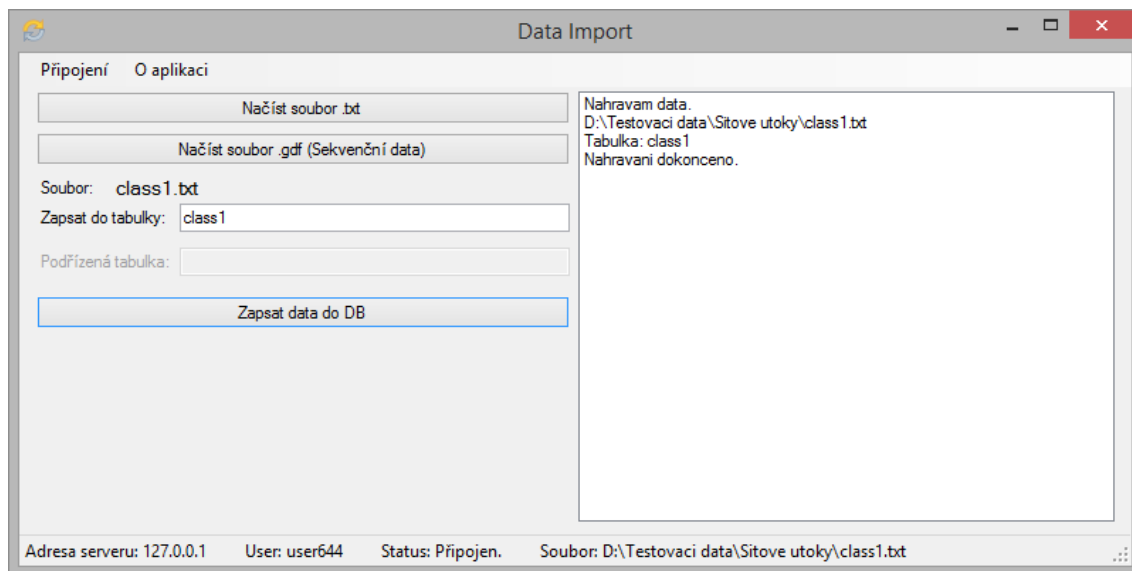 Data Import
Připojení O aplikaci
Načíst soubor .txt
Načíst soubor .gdf (Sekvenční data)
Soubor: class1.txt
Zapsat do tabulky: class1
Podřízená tabulka:
Zapsat data do DB
Nahravam data.
D:\Testovaci data\Sitove utoky\class1.txt
Tabulka: class1
Nahravani dokonceno.
Adresa serveru: 127.0.0.1 User: user644 Status: Připojen. Soubor: D:\Testovaci data\Sitove utoky\class1.txt